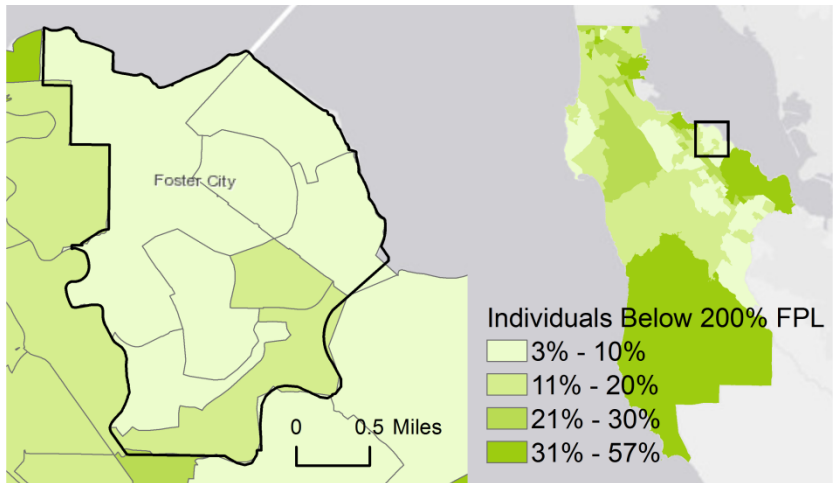 Foster City
Individuals Below 200% FPL
3% - 10%
11% - 20%
21% - 30%
31% - 57%
0 0.5 Miles